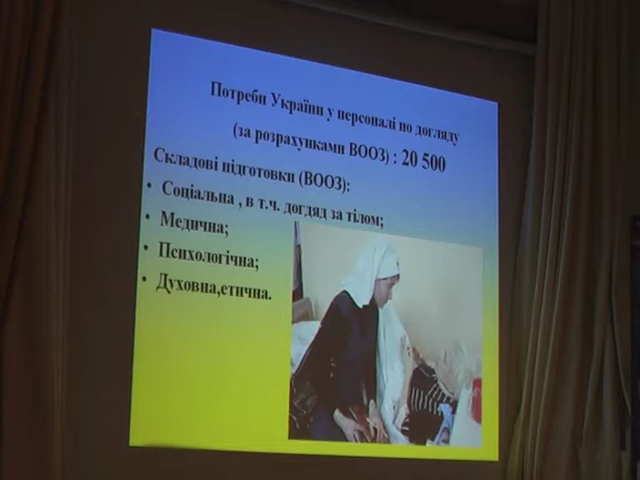 Потреби України у персоналі по догляду
(за розрахунками ВООЗ) : 20 500
Складові підготовки (ВООЗ):
• Соціальна , в т.ч. догдяд за тілом;
• Медична;
• Психологічна;
• Духовна,етична.